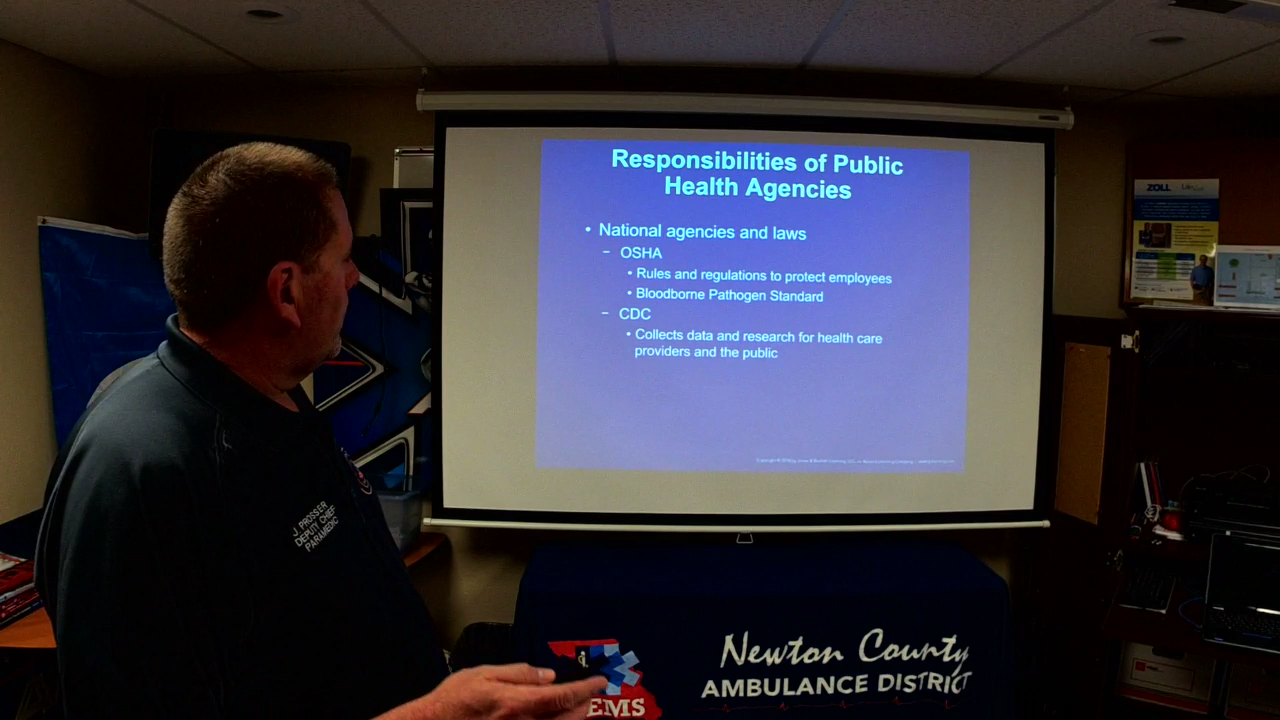 Responsibilities of Public
Health Agencies
• National agencies and laws
– OSHA
• Rules and regulations to protect employees
• Bloodborne Pathogen Standard
– CDC
• Collects data and research for health care
providers and the public
ZOLL
J. PROSSER
DEPUTY CHIEF
PARAMEDIC
Newton County
AMBULANCE DISTRICT
EMS